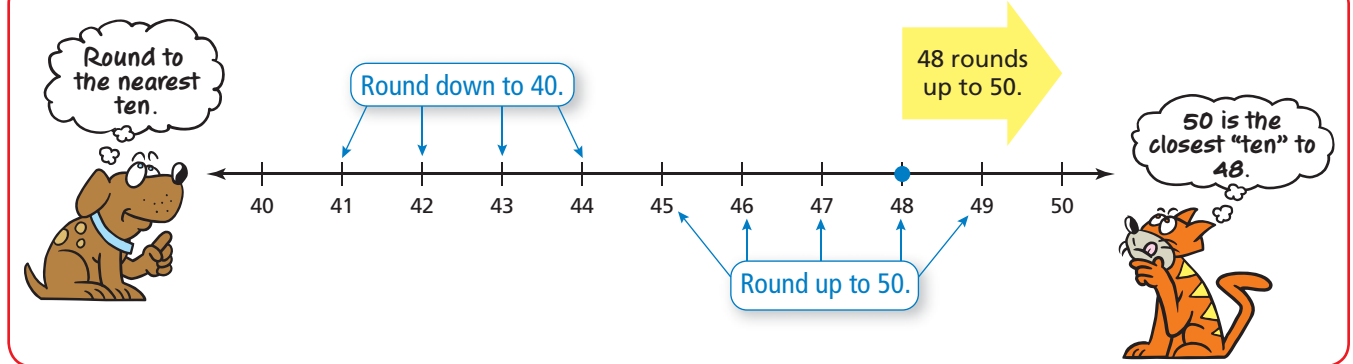 Round to
the nearest
ten.
Round down to 40.
48 rounds
up to 50.
50 is the
closest “ten” to
48.
40 41 42 43 44 45 46 47 48 49 50
Round up to 50.